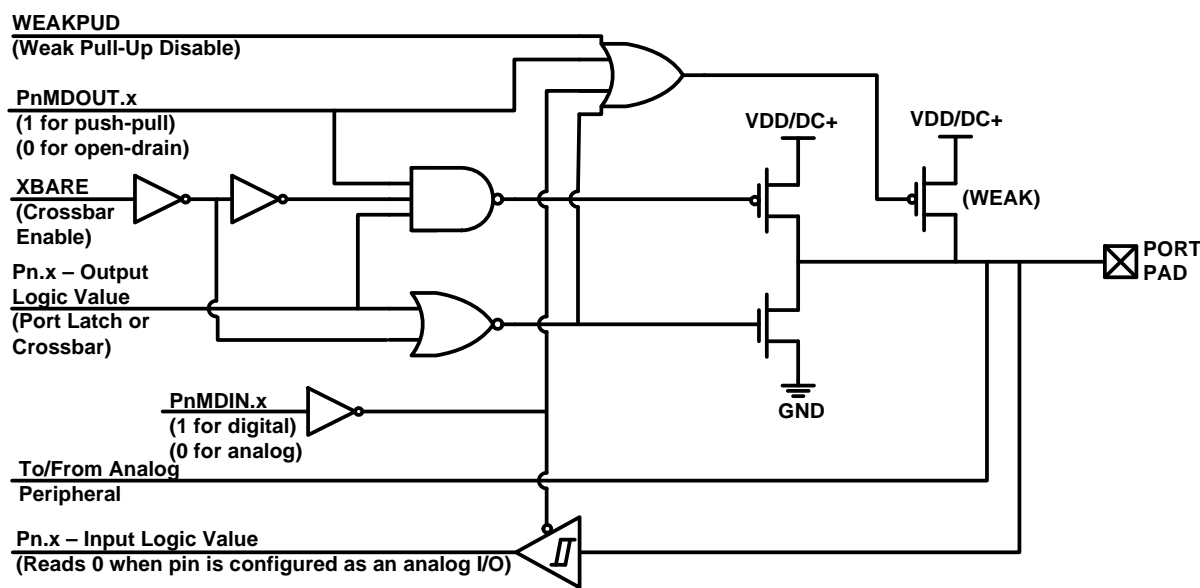 WEAKPUD
(Weak Pull-Up Disable)
PnMDOUT.x
(1 for push-pull)
(0 for open-drain)
XBARE
(Crossbar
Enable)
Pn.x – Output
Logic Value
(Port Latch or
Crossbar)
PnMDIN.x
(1 for digital)
(0 for analog)
To/From Analog
Peripheral
Pn.x – Input Logic Value
(Reads 0 when pin is configured as an analog I/O)
VDD/DC+
VDD/DC+
(WEAK)
PORT
PAD
GND